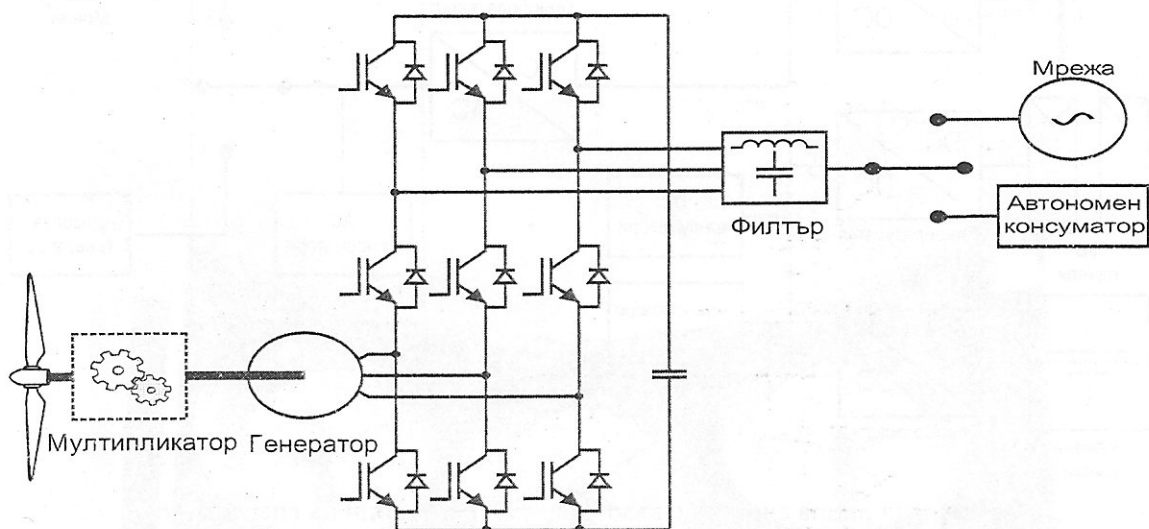 Мрежа
Филтър
Автономен
консуматор
Мултипликатор
Генератор